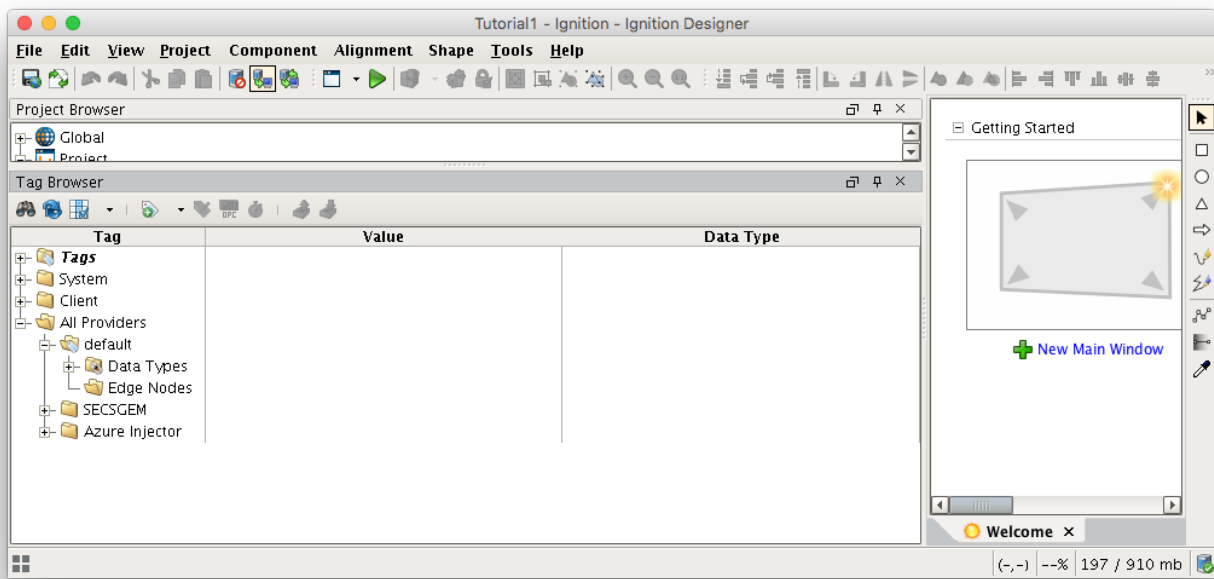 Tutorial1 - Ignition - Ignition Designer
File Edit View Project Component Alignment Shape Tools Help
Project Browser
Global
Project
Tag Browser
OPC
Tag Value Data Type
Tags
System
Client
All Providers
default
Data Types
Edge Nodes
SECSGEM
Azure Injector
Getting Started
New Main Window
Welcome
(-,-) --% 197 / 910 mb